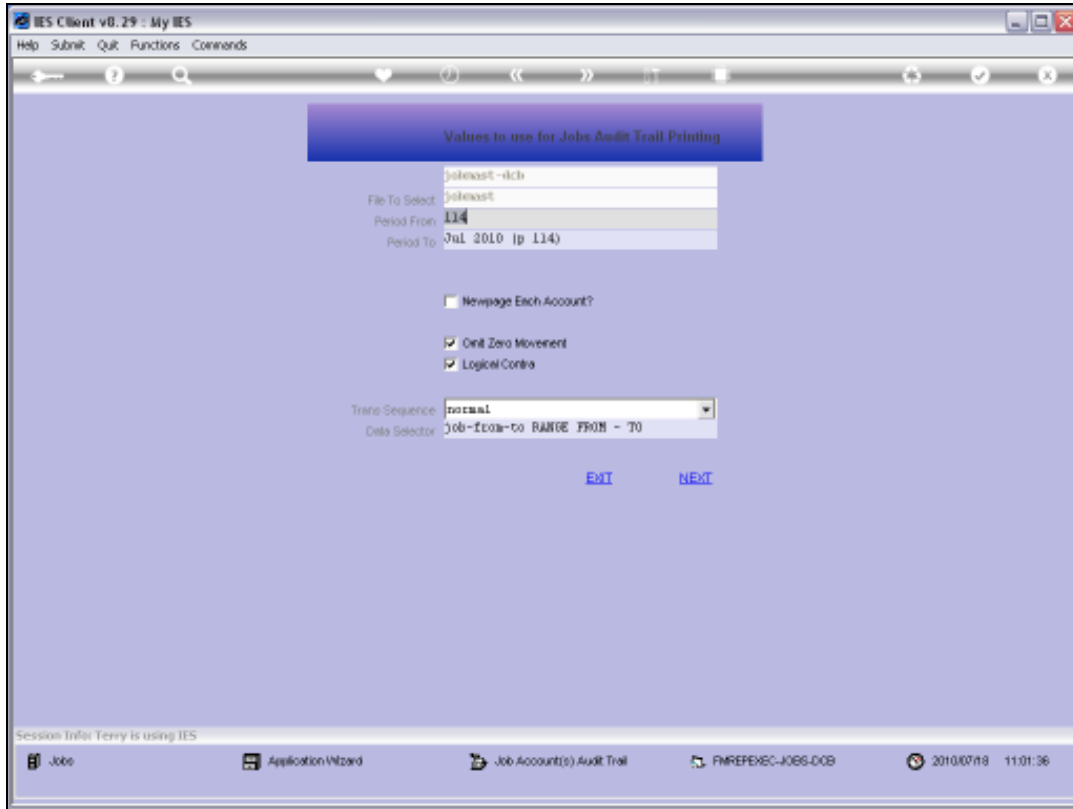 IES Client v8.29 : My IES
Help Submit Quit Functions Commands
Values to use for Jobs Audit Trail Printing
jobmast-dcb
File To Select jobmast
Period From 114
Period To Jul 2010 (p 114)
Newpage Each Account?
Omit Zero Movement
Logical Contra
Trans Sequence normal
Data Selector job-from-to RANGE FROM - TO
EXIT NEXT
Session Info: Terry is using IES
Jobs Application Wizard Job Account(s) Audit Trail FMREPEXEC-JOBS-DCB 2010/07/18 11:01:36